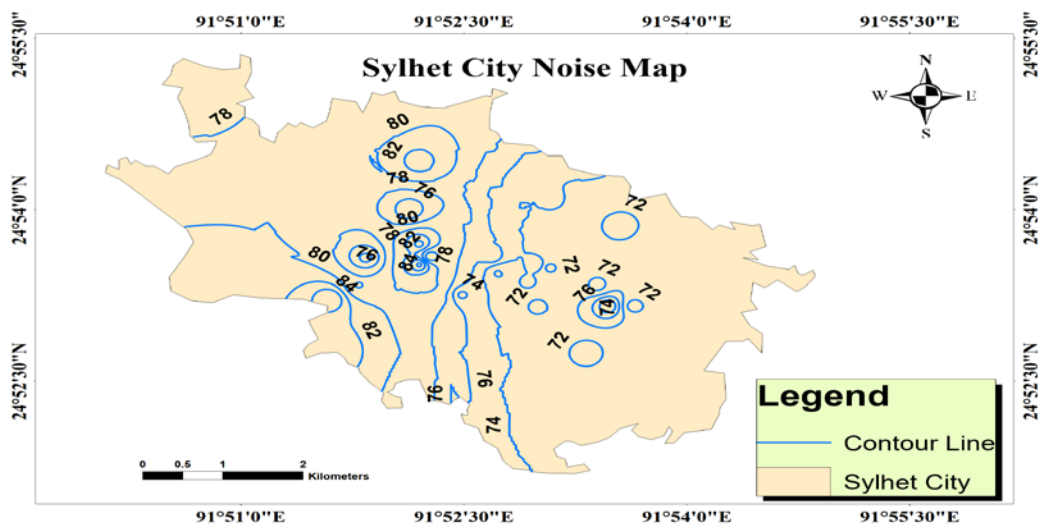 91°51'0"E 91°52'30"E 91°54'0"E 91°55'30"E
24°55'30"N
24°55'30"N
Sylhet City Noise Map
N
W E
S
78
80
82
78
76
80
72
24°54'0"N
24°54'0"N
78
82
80
76
84
78
84
74
72
72
76
74
72
72
82
72
24°52'30"N
24°52'30"N
76
76
74
Legend
Contour Line
Sylhet City
0 0.5 1 2
Kilometers
91°51'0"E 91°52'30"E 91°54'0"E 91°55'30"E